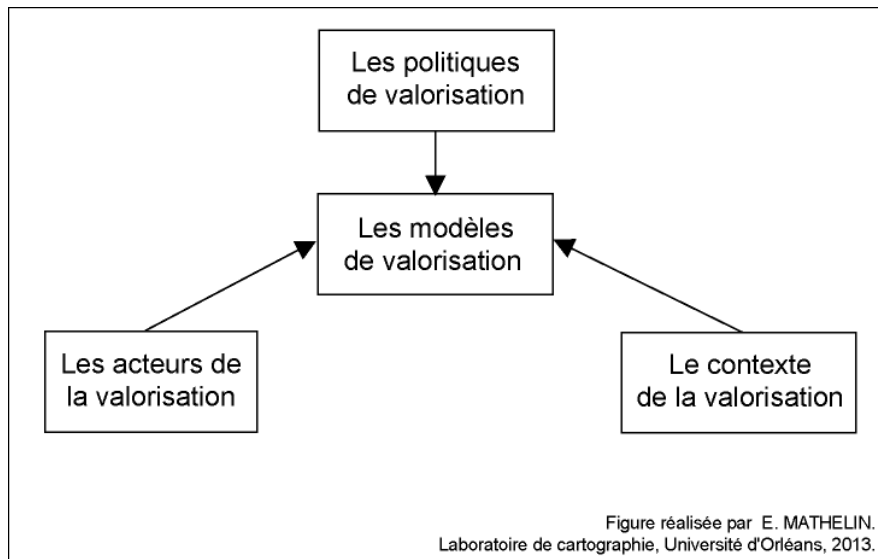 Les politiques
de valorisation
Les modèles
de valorisation
Les acteurs de
la valorisation
Le contexte
de la valorisation
Figure réalisée par E. MATHELIN.
Laboratoire de cartographie, Université d'Orléans, 2013.